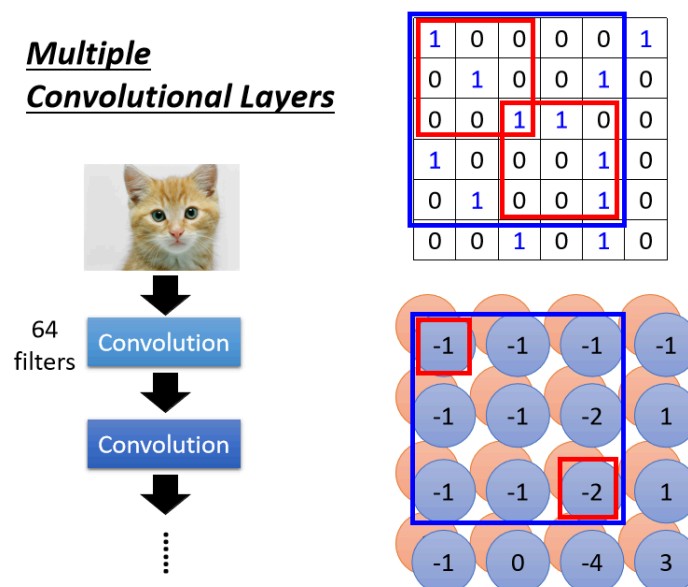 Multiple
Convolutional Layers
1 0 0 0 0 1
0 1 0 0 1 0
0 0 1 1 0 0
1 0 0 0 1 0
0 1 0 0 1 0
0 0 1 0 1 0
64
filters
Convolution
Convolution
-1 -1 -1 -1
-1 -1 -2 1
-1 -1 -2 1
-1 0 -4 3